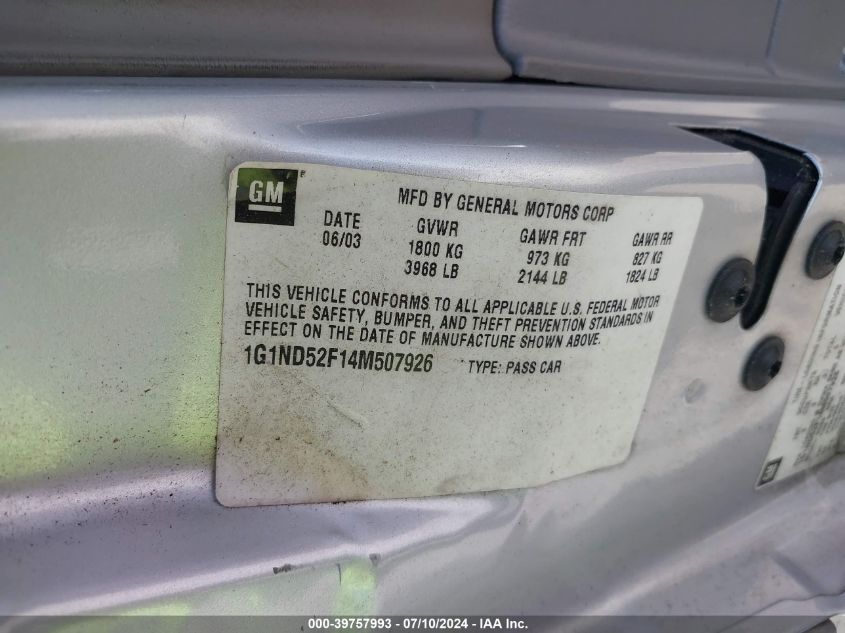 GM ®
MFD BY GENERAL MOTORS CORP
DATE GVWR GAWR FRT GAWR RR
06/03 1800 KG 973 KG 827 KG
3968 LB 2144 LB 1824 LB
THIS VEHICLE CONFORMS TO ALL APPLICABLE U.S. FEDERAL MOTOR
VEHICLE SAFETY, BUMPER, AND THEFT PREVENTION STANDARDS IN
EFFECT ON THE DATE OF MANUFACTURE SHOWN ABOVE.
1G1ND52F14M507926 TYPE: PASS CAR
GM
000-39757993 / 07/10/2024 - IAA Inc.